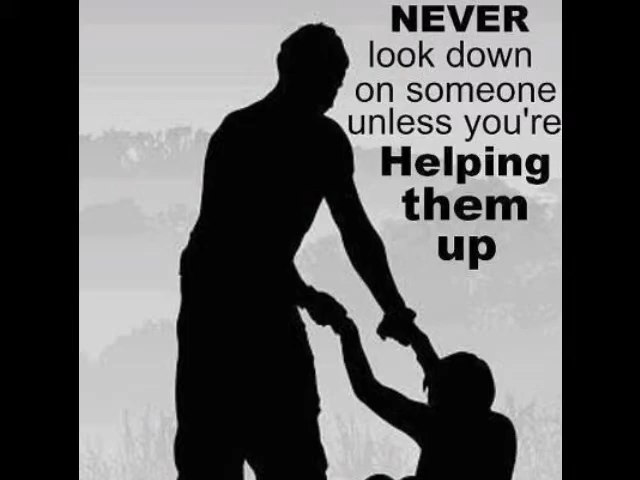 NEVER
look down
on someone
unless you're
Helping
them
up